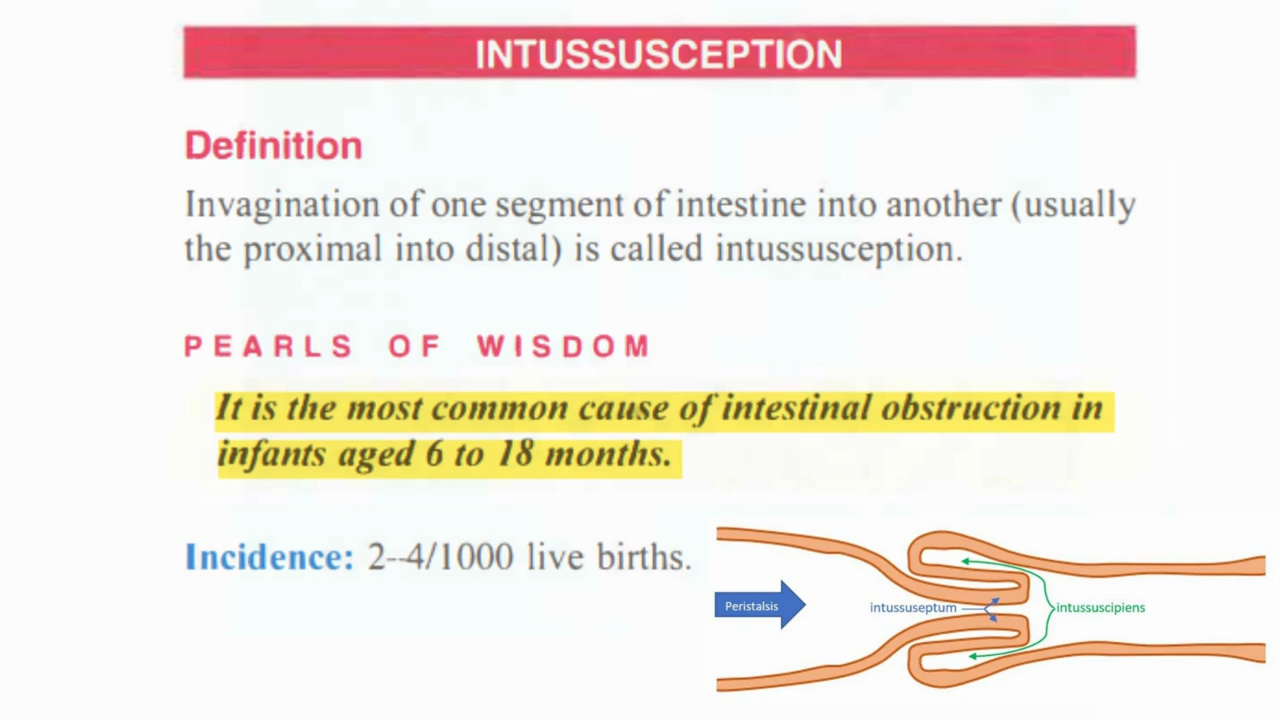 INTUSSUSCEPTION
Definition
Invagination of one segment of intestine into another (usually
the proximal into distal) is called intussusception.
PEARLS OF WISDOM
It is the most common cause of intestinal obstruction in
infants aged 6 to 18 months.
Incidence: 2--4/1000 live births.
Peristalsis
intussuseptum
intussuscipiens